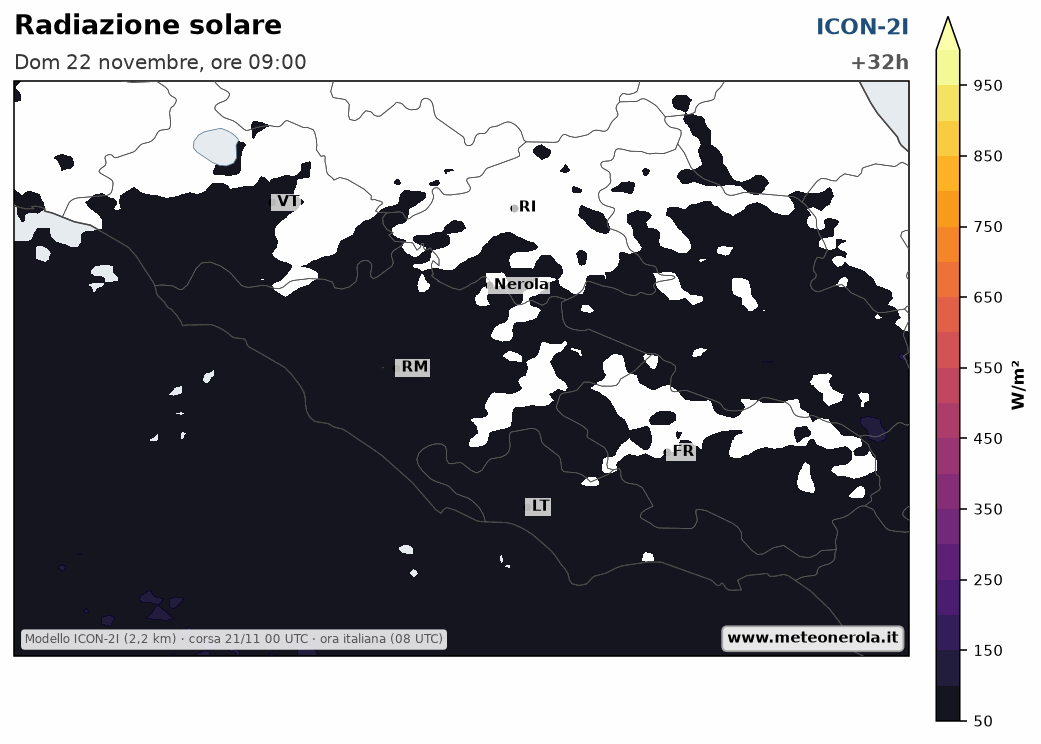 Radiazione solare
ICON-2I
Dom 22 novembre, ore 09:00
+32h
950
850
750
650
550
450
350
250
150
50
W/m²
VT
RI
Nerola
RM
FR
LT
Modello ICON-2I (2,2 km) · corsa 21/11 00 UTC · ora italiana (08 UTC)
www.meteonerola.it